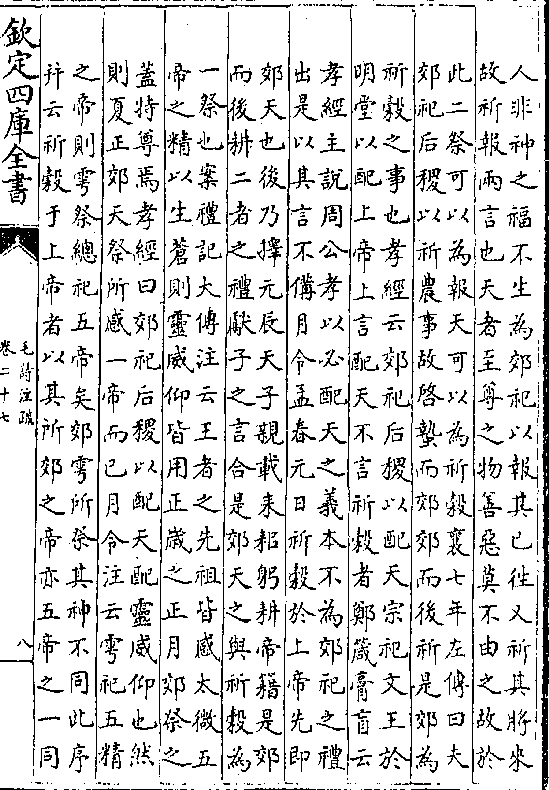 人非神之福不生為郊祀以報其已徃又祈其將來
故祈報兩言也天者至尊之物善惡莫不由之故於
此二祭可以為報天可以為祈穀襄七年左傳曰夫
郊祀后稷以祈農事故啓蟄而郊郊而後祈是郊為
祈穀之事也孝經云郊祀后稷以配天宗祀文王於
明堂以配上帝上言配天不言祈穀者鄭箴膏肓云
孝經主說周公孝以必配天之義本不為郊祀之禮
出是以其言不備月令孟春元日祈穀於上帝先即
郊天也後乃擇元辰天子親載耒耜躬耕帝籍是郊
而後耕二者之禮獻子之言合是郊天之與祈穀為
一祭也案禮記大傳注云王者之先祖皆感太微五
帝之精以生蒼則靈威仰皆用正歲之正月郊祭之
蓋特尊焉孝經曰郊祀后稷以配天配靈威仰也然
則夏正郊天祭所感一帝而已月令注云雩祀五精
之帝則雩祭總祀五帝矣郊雩所祭其神不同此序
并云祈穀于上帝者以其所郊之帝亦五帝之一同
欽定四庫全書
毛詩注疏
卷二十七
八